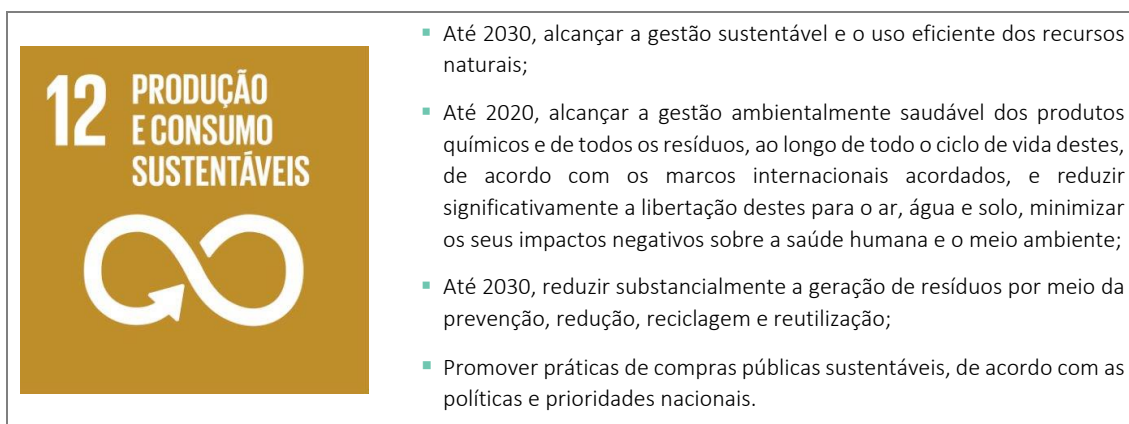 12 PRODUÇÃO
E CONSUMO
SUSTENTÁVEIS
▪ Até 2030, alcançar a gestão sustentável e o uso eficiente dos recursos
naturais;
▪ Até 2020, alcançar a gestão ambientalmente saudável dos produtos
químicos e de todos os resíduos, ao longo de todo o ciclo de vida destes,
de acordo com os marcos internacionais acordados, e reduzir
significativamente a libertação destes para o ar, água e solo, minimizar
os seus impactos negativos sobre a saúde humana e o meio ambiente;
▪ Até 2030, reduzir substancialmente a geração de resíduos por meio da
prevenção, redução, reciclagem e reutilização;
▪ Promover práticas de compras públicas sustentáveis, de acordo com as
políticas e prioridades nacionais.